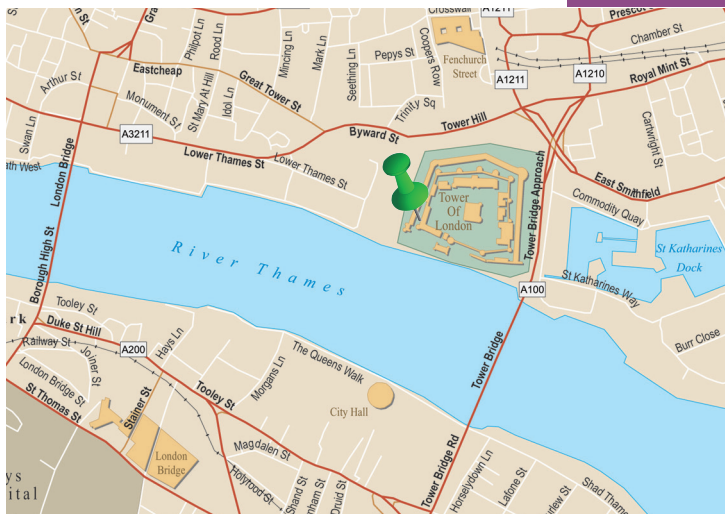 Crosswall
A1211
Prescot
Chamber St
Philpot Ln
Rood Ln
Mincing Ln
Mark Ln
Pepys St
Coopers Row
Fenchurch
Street
A1211
A1210
Royal Mint St
Eastcheap
Great Tower St
Seething Ln
Arthur St
Monument St
St Mary At Hill
Idol Ln
Trinity Sq
Tower Hill
Cartwright St
Swan Ln
A3211
Byward St
Lower Thames St
Lower Thames St
London Bridge
East Smithfield
Tower
Of
London
Tower Bridge Approach
Commodity Quay
St Katharines
Dock
River Thames
St Katharines Way
A100
Borough High St
Tooley St
Duke St Hill
rk
Railway St
A200
Hays Ln
Joiner St
London Bridge St
St Thomas St
Stainer St
Tooley St
Morgans Ln
The Queens Walk
City Hall
Tower Bridge
Burr Close
London
Bridge
Magdalen St
Holyrood St
Shand St
nham St
Druid St
Tower Bridge Rd
Horselydown Ln
Lafone St
urlew St
Shad Thame
ys
ital